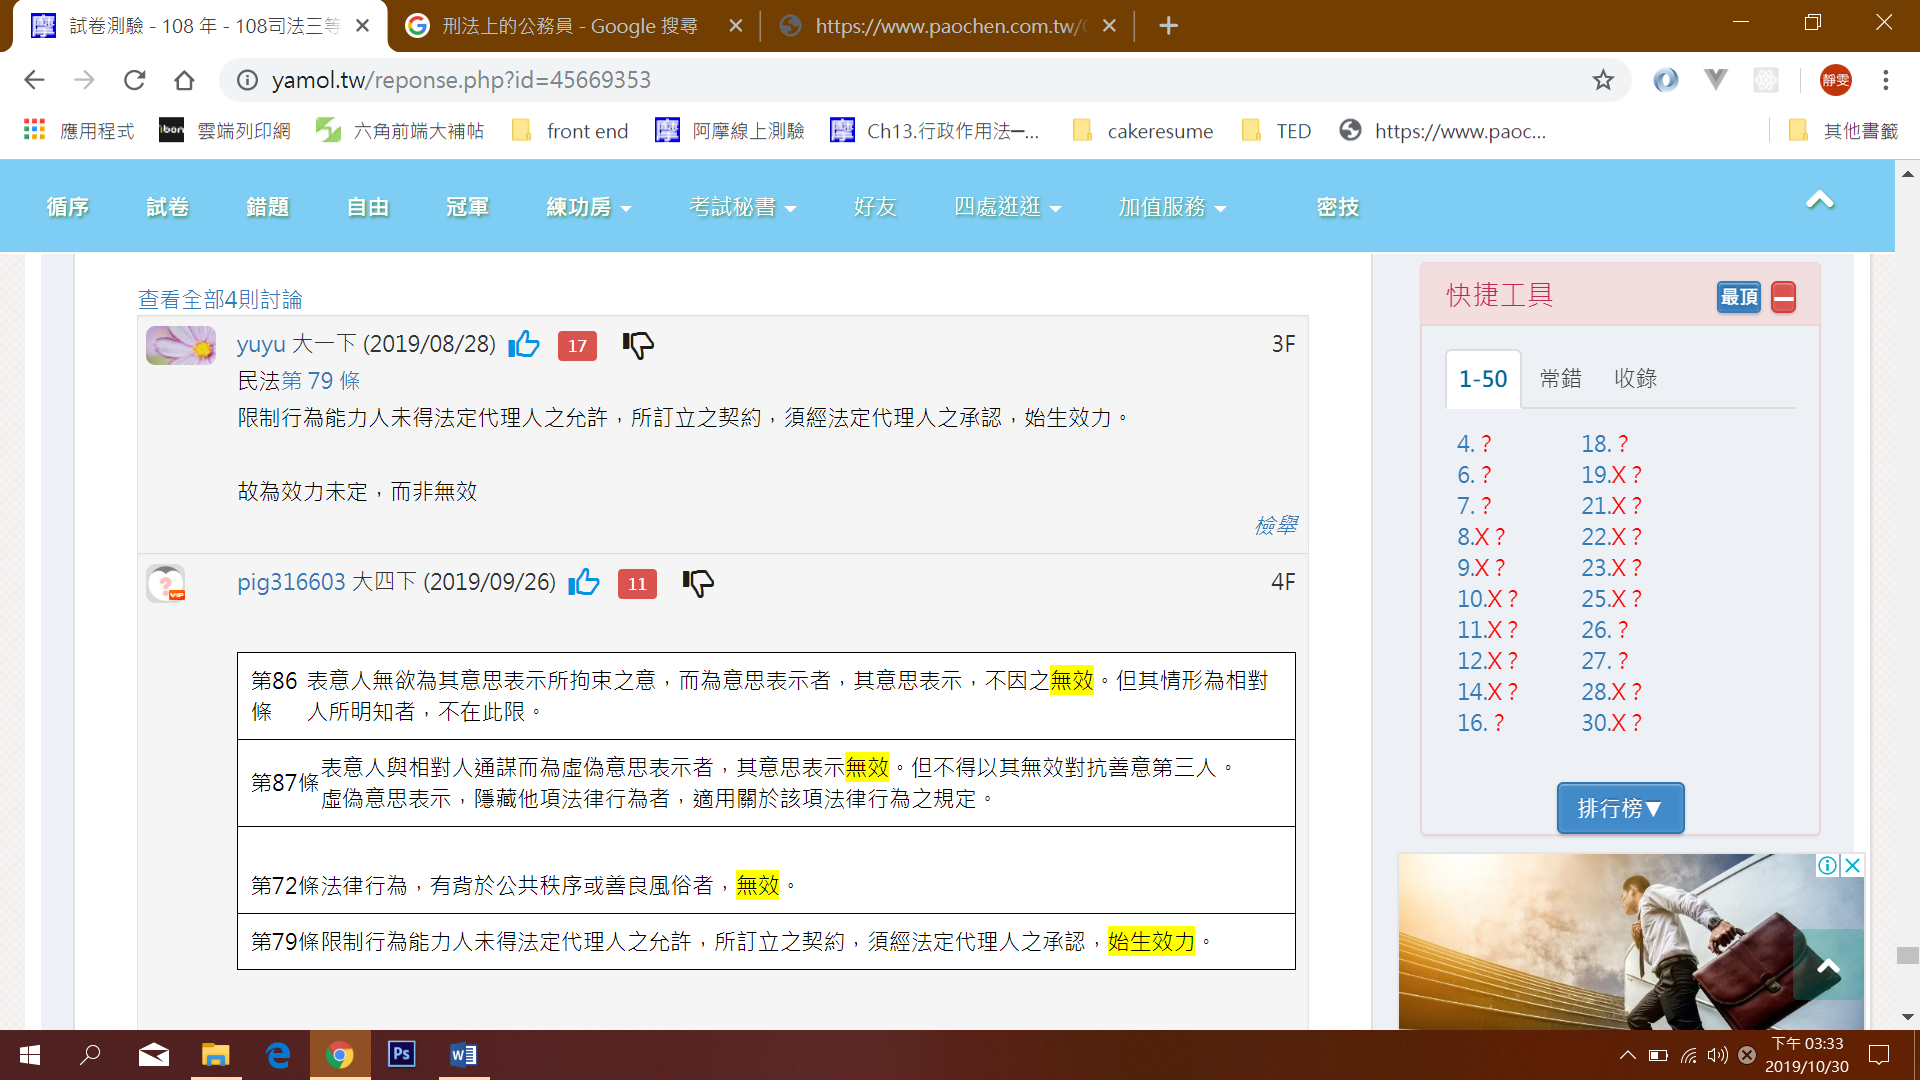 試卷測驗 - 108 年 - 108司法三等
刑法上的公務員 - Google 搜尋
https://www.paochen.com.tw/
yamol.tw/reponse.php?id=45669353
靜雯
應用程式
ibon
雲端列印網
六角前端大補帖
front end
摩
阿摩線上測驗
摩
Ch13.行政作用法─...
cakeresume
TED
https://www.paoc...
其他書籤
循序
試卷
錯題
自由
冠軍
練功房
考試秘書
好友
四處逛逛
加值服務
密技
查看全部4則討論
yuyu 大一下 (2019/08/28) 17
3F
民法第 79 條
限制行為能力人未得法定代理人之允許，所訂立之契約，須經法定代理人之承認，始生效力。
故為效力未定，而非無效
檢舉
pig316603 大四下 (2019/09/26) 11
4F
VIP
第86條 表意人無欲為其意思表示所拘束之意，而為意思表示者，其意思表示，不因之無效。但其情形為相對
人所明知者，不在此限。
第87條 表意人與相對人通謀而為虛偽意思表示者，其意思表示無效。但不得以其無效對抗善意第三人。
虛偽意思表示，隱藏他項法律行為者，適用關於該項法律行為之規定。
第72條法律行為，有背於公共秩序或善良風俗者，無效。
第79條限制行為能力人未得法定代理人之允許，所訂立之契約，須經法定代理人之承認，始生效力。
快捷工具
最頂
1-50
常錯
收錄
4. ?
18. ?
6. ?
19.X ?
7. ?
21.X ?
8.X ?
22.X ?
9.X ?
23.X ?
10.X ?
25.X ?
11.X ?
26. ?
12.X ?
27. ?
14.X ?
28.X ?
16. ?
30.X ?
排行榜▼
Ps
W
下午 03:33
2019/10/30